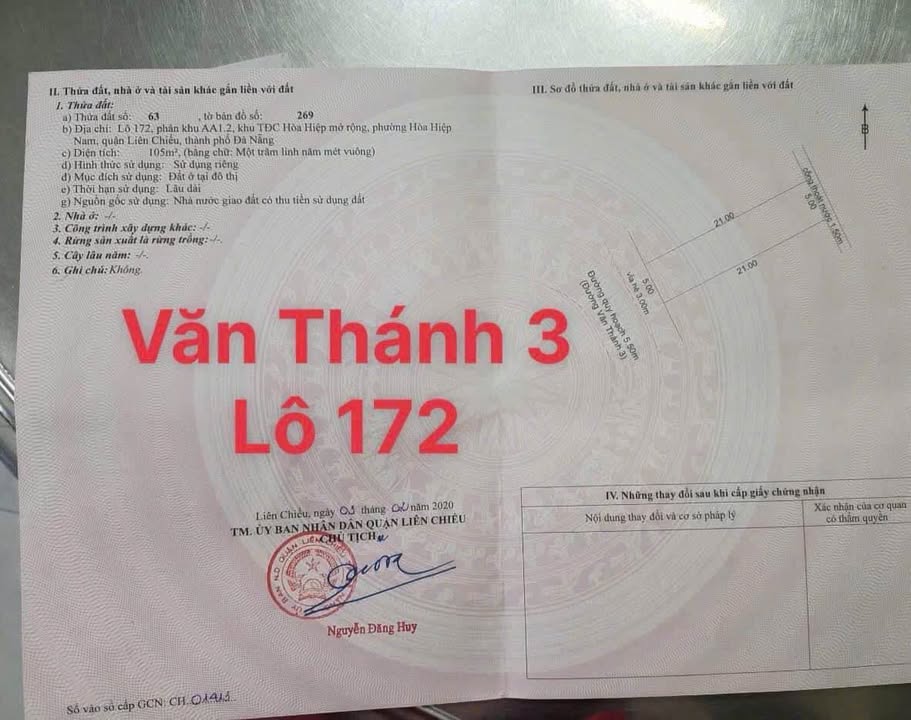 II. Thửa đất, nhà ở và tài sản khác gắn liền với đất
1. Thửa đất:
a) Thửa đất số: 63 , tờ bản đồ số: 269
b) Địa chỉ: Lô 172, phân khu AA1.2, khu TĐC Hòa Hiệp mở rộng, phường Hòa Hiệp
Nam, quận Liên Chiểu, thành phố Đà Nẵng
c) Diện tích: 105m², (bằng chữ: Một trăm linh năm mét vuông)
d) Hình thức sử dụng: Sử dụng riêng
đ) Mục đích sử dụng: Đất ở tại đô thị
e) Thời hạn sử dụng: Lâu dài
g) Nguồn gốc sử dụng: Nhà nước giao đất có thu tiền sử dụng đất
2. Nhà ở: -/-
3. Công trình xây dựng khác: -/-
4. Rừng sản xuất là rừng trồng: -/-.
5. Cây lâu năm: -/-.
6. Ghi chú: Không.
Văn Thánh 3
Lô 172
Liên Chiểu, ngày 03 tháng 02 năm 2020
TM. ỦY BAN NHÂN DÂN QUẬN LIÊN CHIỂU
CHỦ TỊCH
Nguyễn Đăng Huy
Số vào sổ cấp GCN: CH.
III. Sơ đồ thửa đất, nhà ở và tài sản khác gắn liền với đất
B
cống thoát nước 1.50m
5.00
21.00
21.00
5.00
vỉa hè 3.00m
Đường quy hoạch 5.50m
(Đường Văn Thánh 3)
IV. Những thay đổi sau khi cấp giấy chứng nhận
Nội dung thay đổi và cơ sở pháp lý
Xác nhận của cơ quan
có thẩm quyền